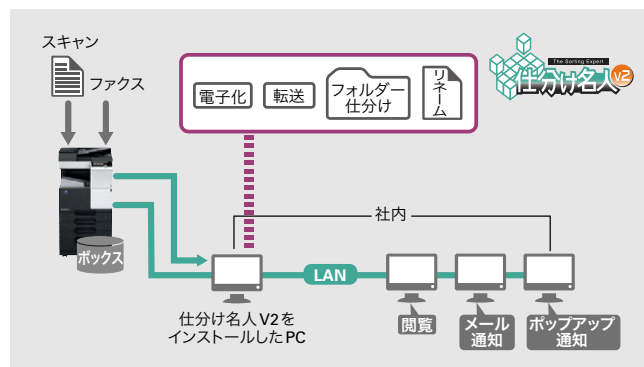 スキャン
ファクス
電子化
転送
フォルダー
仕分け
リネーム
The Sorting Expert
仕分け名人 V2
社内
ボックス
LAN
仕分け名人V2を
インストールしたPC
閲覧
メール
通知
ポップアップ
通知